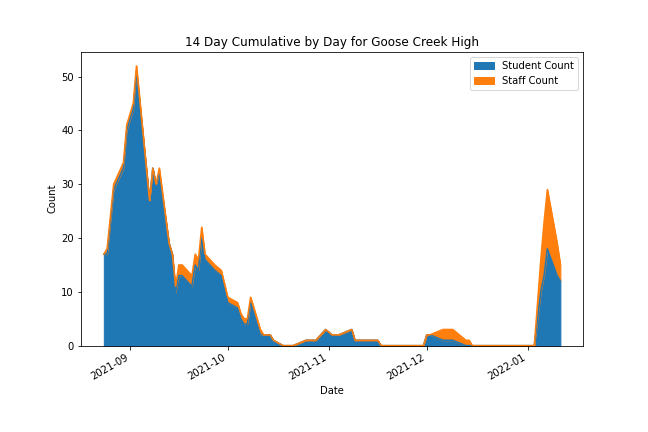 14 Day Cumulative by Day for Goose Creek High
Student Count
Staff Count
50
40
30
20
10
0
Count
2021-09
2021-10
2021-11
2021-12
2022-01
Date